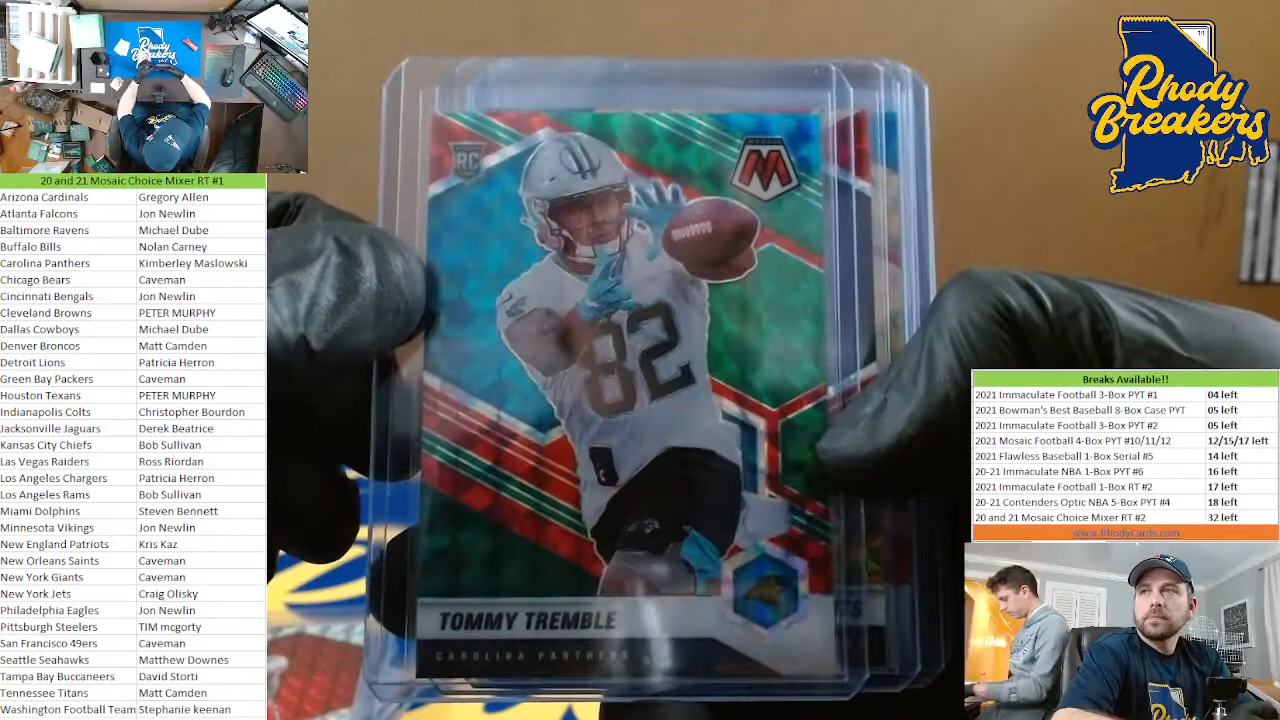 Rhody
Breakers
20 and 21 Mosaic Choice Mixer RT #1
Arizona Cardinals Gregory Allen
Atlanta Falcons Jon Newlin
Baltimore Ravens Michael Dube
Buffalo Bills Nolan Carney
Carolina Panthers Kimberley Maslowski
Chicago Bears Caveman
Cincinnati Bengals Jon Newlin
Cleveland Browns PETER MURPHY
Dallas Cowboys Michael Dube
Denver Broncos Matt Camden
Detroit Lions Patricia Herron
Green Bay Packers Caveman
Houston Texans PETER MURPHY
Indianapolis Colts Christopher Bourdon
Jacksonville Jaguars Derek Beatrice
Kansas City Chiefs Bob Sullivan
Las Vegas Raiders Ross Riordan
Los Angeles Chargers Patricia Herron
Los Angeles Rams Bob Sullivan
Miami Dolphins Steven Bennett
Minnesota Vikings Jon Newlin
New England Patriots Kris Kaz
New Orleans Saints Caveman
New York Giants Caveman
New York Jets Craig Olisky
Philadelphia Eagles Jon Newlin
Pittsburgh Steelers TIM mcgorty
San Francisco 49ers Caveman
Seattle Seahawks Matthew Downes
Tampa Bay Buccaneers David Storti
Tennessee Titans Matt Camden
Washington Football Team Stephanie keenan
RC
MOSAIC
M
82
TOMMY TREMBLE
CAROLINA PANTHERS
TS
Rhody
Breakers
Breaks Available!!
2021 Immaculate Football 3-Box PYT #1 04 left
2021 Bowman's Best Baseball 8-Box Case PYT 05 left
2021 Immaculate Football 3-Box PYT #2 05 left
2021 Mosaic Football 4-Box PYT #10/11/12 12/15/17 left
2021 Flawless Baseball 1-Box Serial #5 14 left
20-21 Immaculate NBA 1-Box PYT #6 16 left
2021 Immaculate Football 1-Box RT #2 17 left
20-21 Contenders Optic NBA 5-Box PYT #4 18 left
20 and 21 Mosaic Choice Mixer RT #2 32 left
www.RhodyCards.com